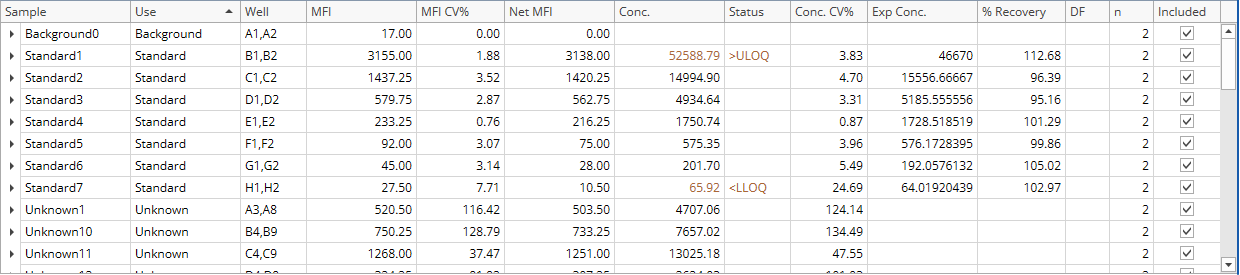 Sample Use Well MFI MFI CV% Net MFI Conc. Status Conc. CV% Exp Conc. % Recovery DF n Included
Background0 Background A1,A2 17.00 0.00 0.00 2
Standard1 Standard B1,B2 3155.00 1.88 3138.00 52588.79 >ULOQ 3.83 46670 112.68 2
Standard2 Standard C1,C2 1437.25 3.52 1420.25 14994.90 4.70 15556.66667 96.39 2
Standard3 Standard D1,D2 579.75 2.87 562.75 4934.64 3.31 5185.555556 95.16 2
Standard4 Standard E1,E2 233.25 0.76 216.25 1750.74 0.87 1728.518519 101.29 2
Standard5 Standard F1,F2 92.00 3.07 75.00 575.35 3.96 576.1728395 99.86 2
Standard6 Standard G1,G2 45.00 3.14 28.00 201.70 5.49 192.0576132 105.02 2
Standard7 Standard H1,H2 27.50 7.71 10.50 65.92 <LLOQ 24.69 64.01920439 102.97 2
Unknown1 Unknown A3,A8 520.50 116.42 503.50 4707.06 124.14 2
Unknown10 Unknown B4,B9 750.25 128.79 733.25 7657.02 134.49 2
Unknown11 Unknown C4,C9 1268.00 37.47 1251.00 13025.18 47.55 2